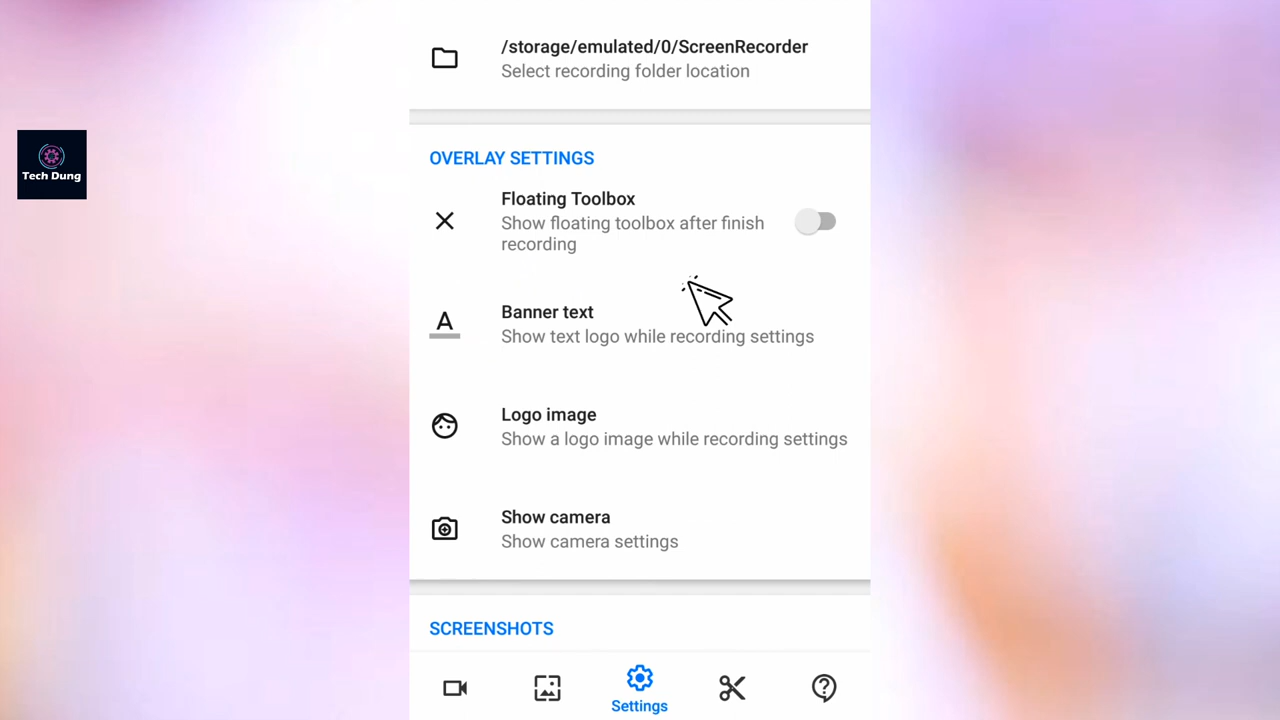 /storage/emulated/0/ScreenRecorder
Select recording folder location
Tech Dung
OVERLAY SETTINGS
Floating Toolbox
Show floating toolbox after finish
recording
Banner text
Show text logo while recording settings
Logo image
Show a logo image while recording settings
Show camera
Show camera settings
SCREENSHOTS
Settings